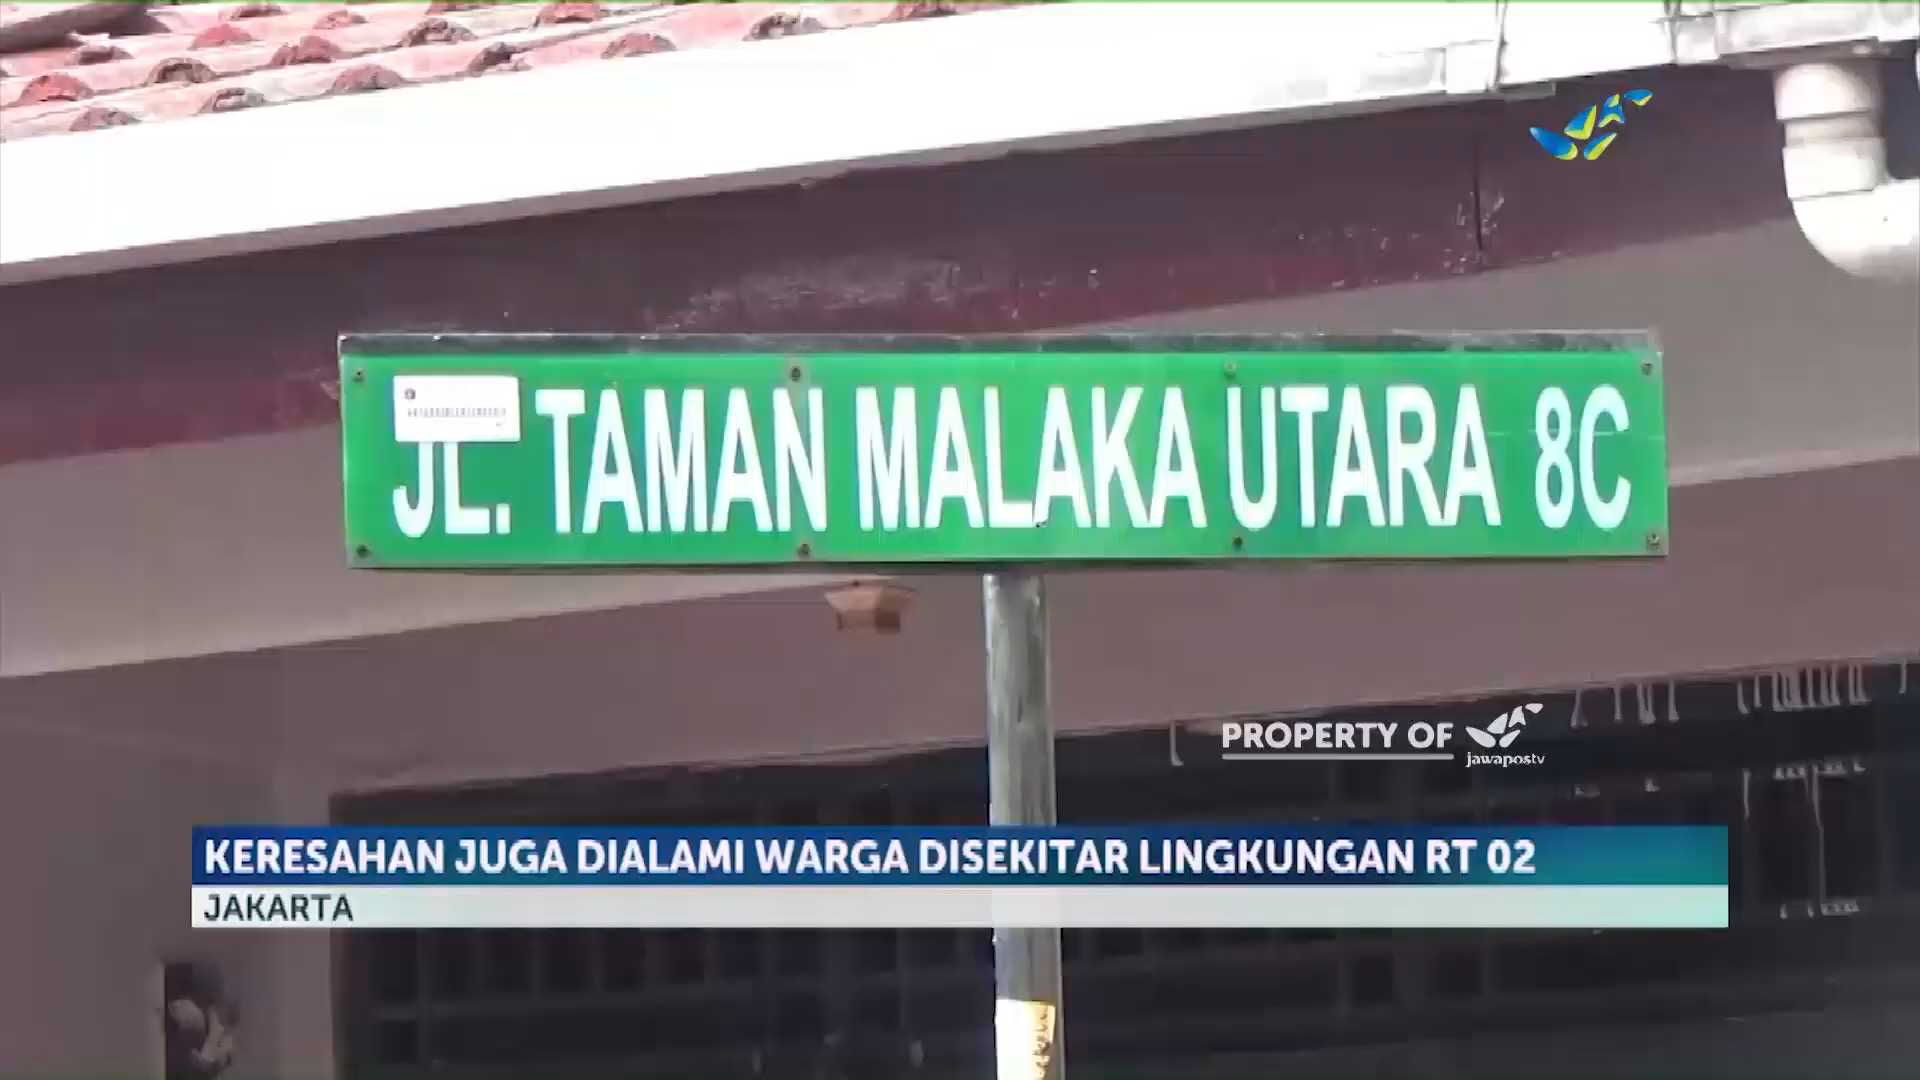 JL. TAMAN MALAKA UTARA 8C
PROPERTY OF
jawapostv
KERESAHAN JUGA DIALAMI WARGA DISEKITAR LINGKUNGAN RT 02
JAKARTA